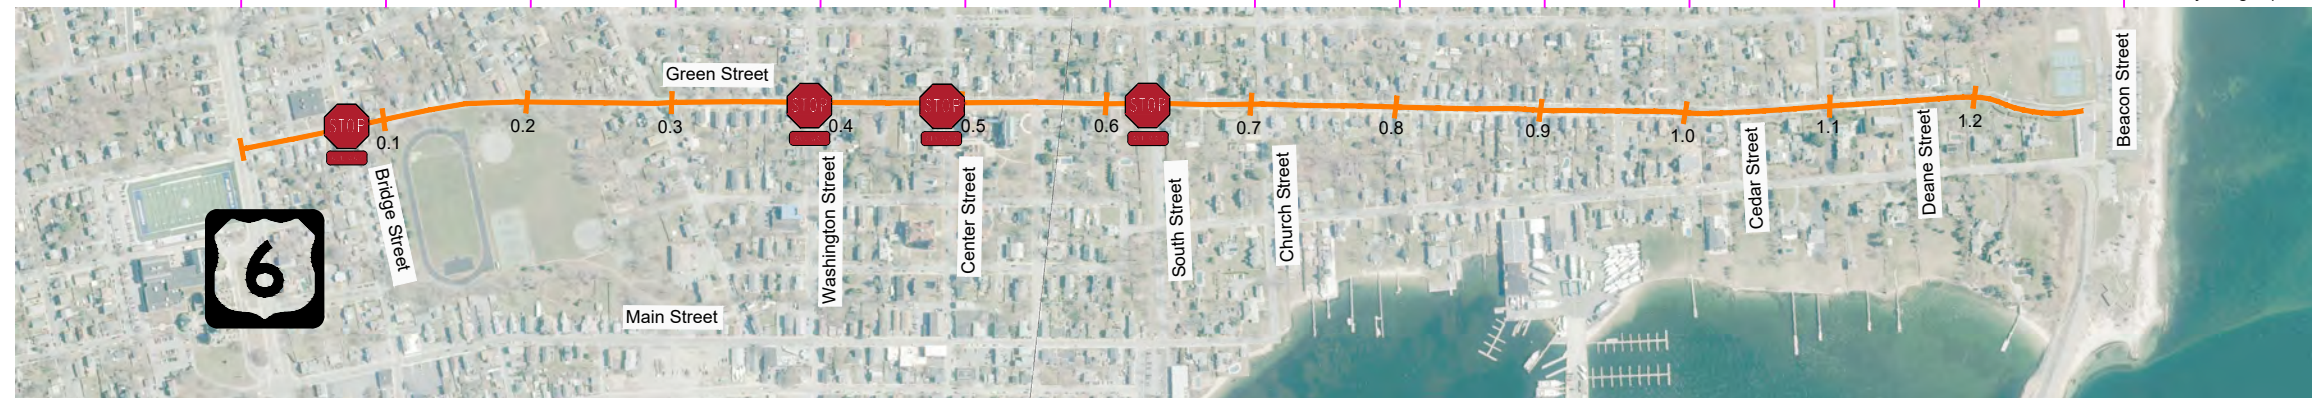 Green Street
STOP
STOP
STOP
STOP
0.1
0.2
0.3
0.4
0.5
0.6
0.7
0.8
0.9
1.0
1.1
1.2
Bridge Street
Washington Street
Center Street
South Street
Church Street
Cedar Street
Deane Street
Beacon Street
6
Main Street